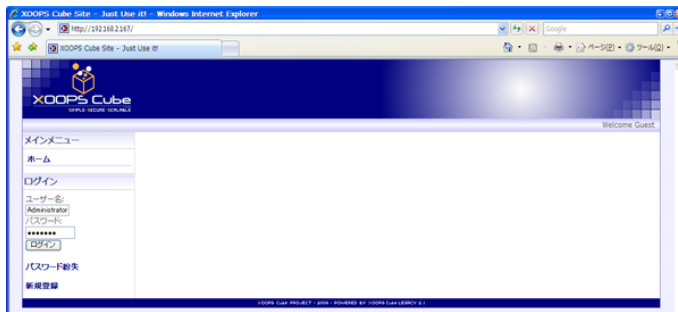 XOOPS Cube Site - Just Use it! - Windows Internet Explorer
http://192.168.2.167/
Google
XOOPS Cube Site - Just Use it!
ページ(P)
ツール(O)
XOOPS Cube
SIMPLE SECURE SCALABLE
Welcome Guest
メインメニュー
ホーム
ログイン
ユーザー名:
Administrator
パスワード:
•••••••
ログイン
パスワード紛失
新規登録
XOOPS Cube PROJECT - 2006 - POWERED BY XOOPS Cube LEGACY 2.1